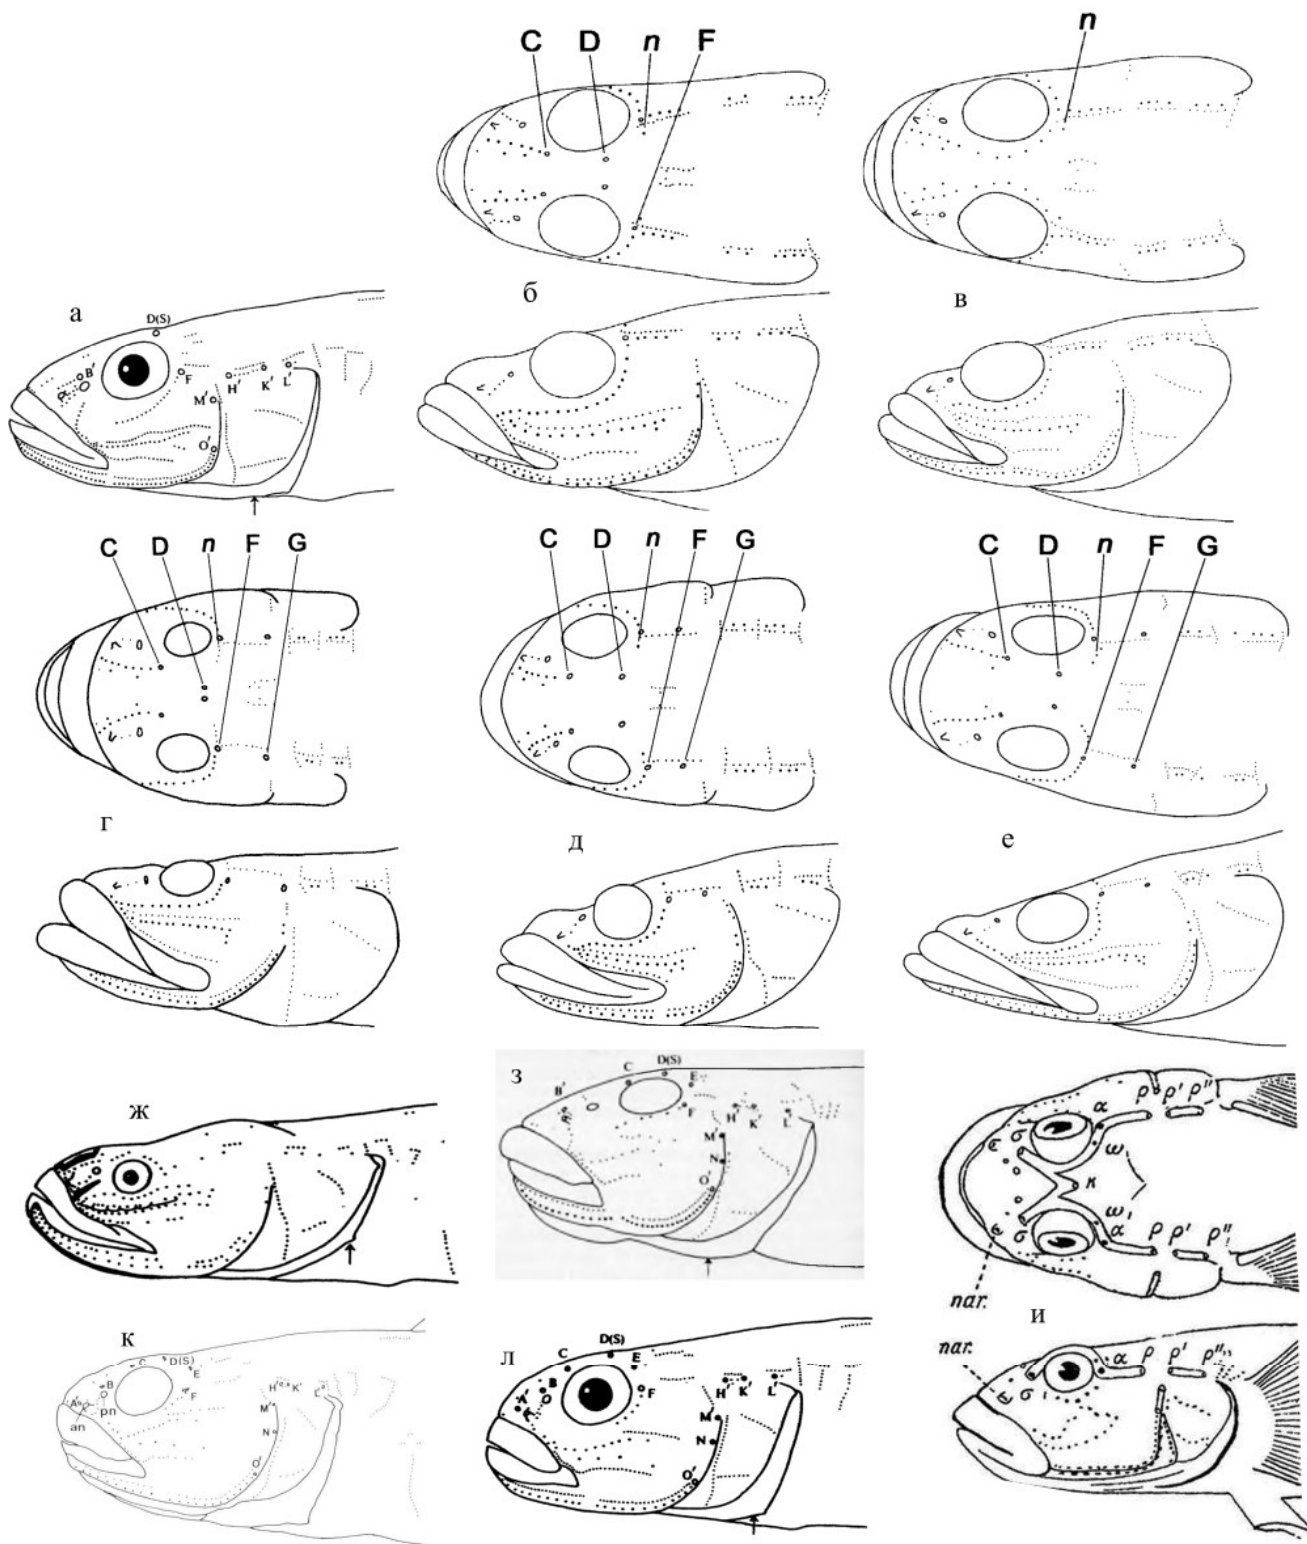 C D n F
n
а
D(S)
B'
F
H' K' L'
M'
O'
б
в
C D n F G
C D n F G
C D n F G
г
д
е
ж
з
C D(S) E
B'
F
H' K' L'
M'
N
O'
α ρ ρ' ρ''
σ
ω
κ
ω'
σ α ρ ρ' ρ''
nar.
и
nar.
α ρ ρ' ρ''
σ
к
C D(S) E
B
A'
F
pn
an
H' K' L'
M'
N
O'
л
C D(S) E
B
A'
F
H' K' L'
M'
N
O'